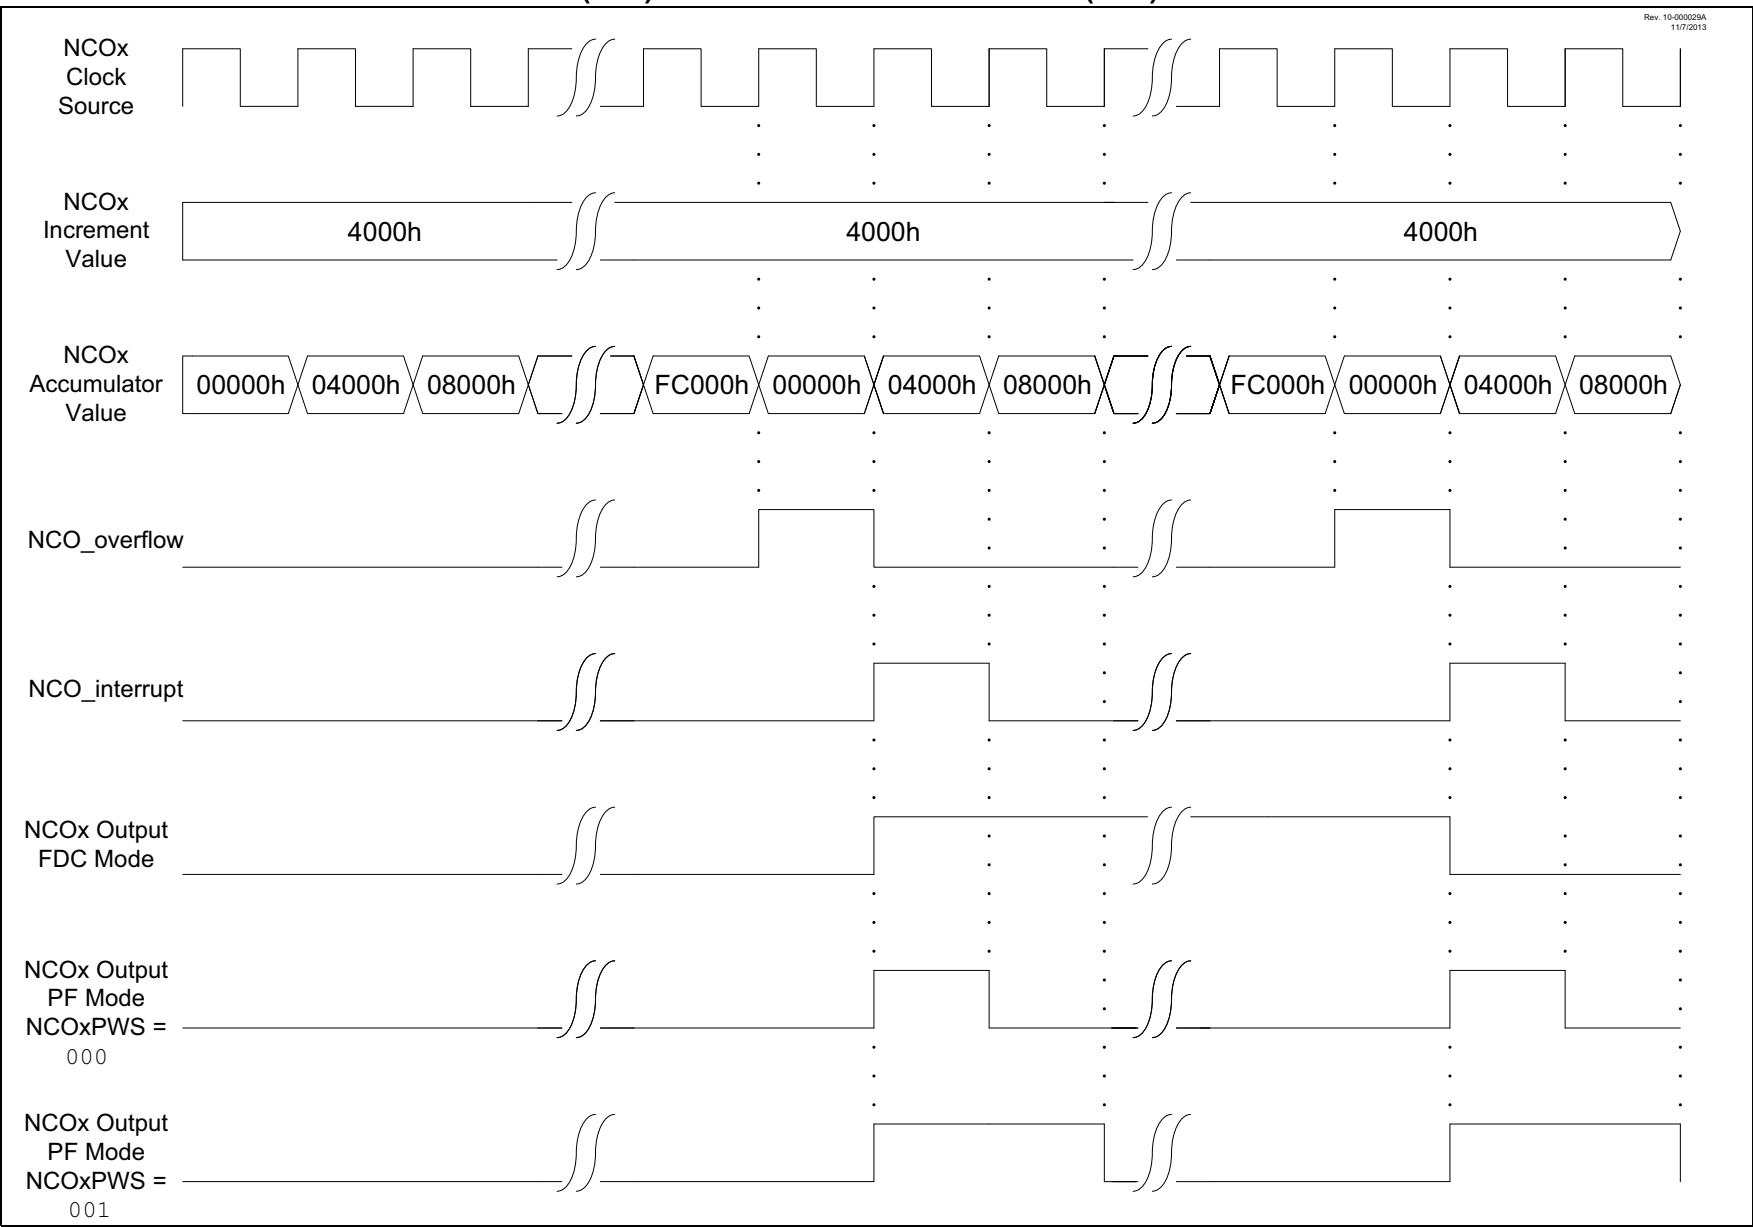 Rev. 10-000029A
11/7/2013
NCOx
Clock
Source
NCOx
Increment
Value
4000h 4000h 4000h
NCOx
Accumulator
Value
00000h 04000h 08000h FC000h 00000h 04000h 08000h FC000h 00000h 04000h 08000h
NCO_overflow
NCO_interrupt
NCOx Output
FDC Mode
NCOx Output
PF Mode
NCOxPWS =
000
NCOx Output
PF Mode
NCOxPWS =
001